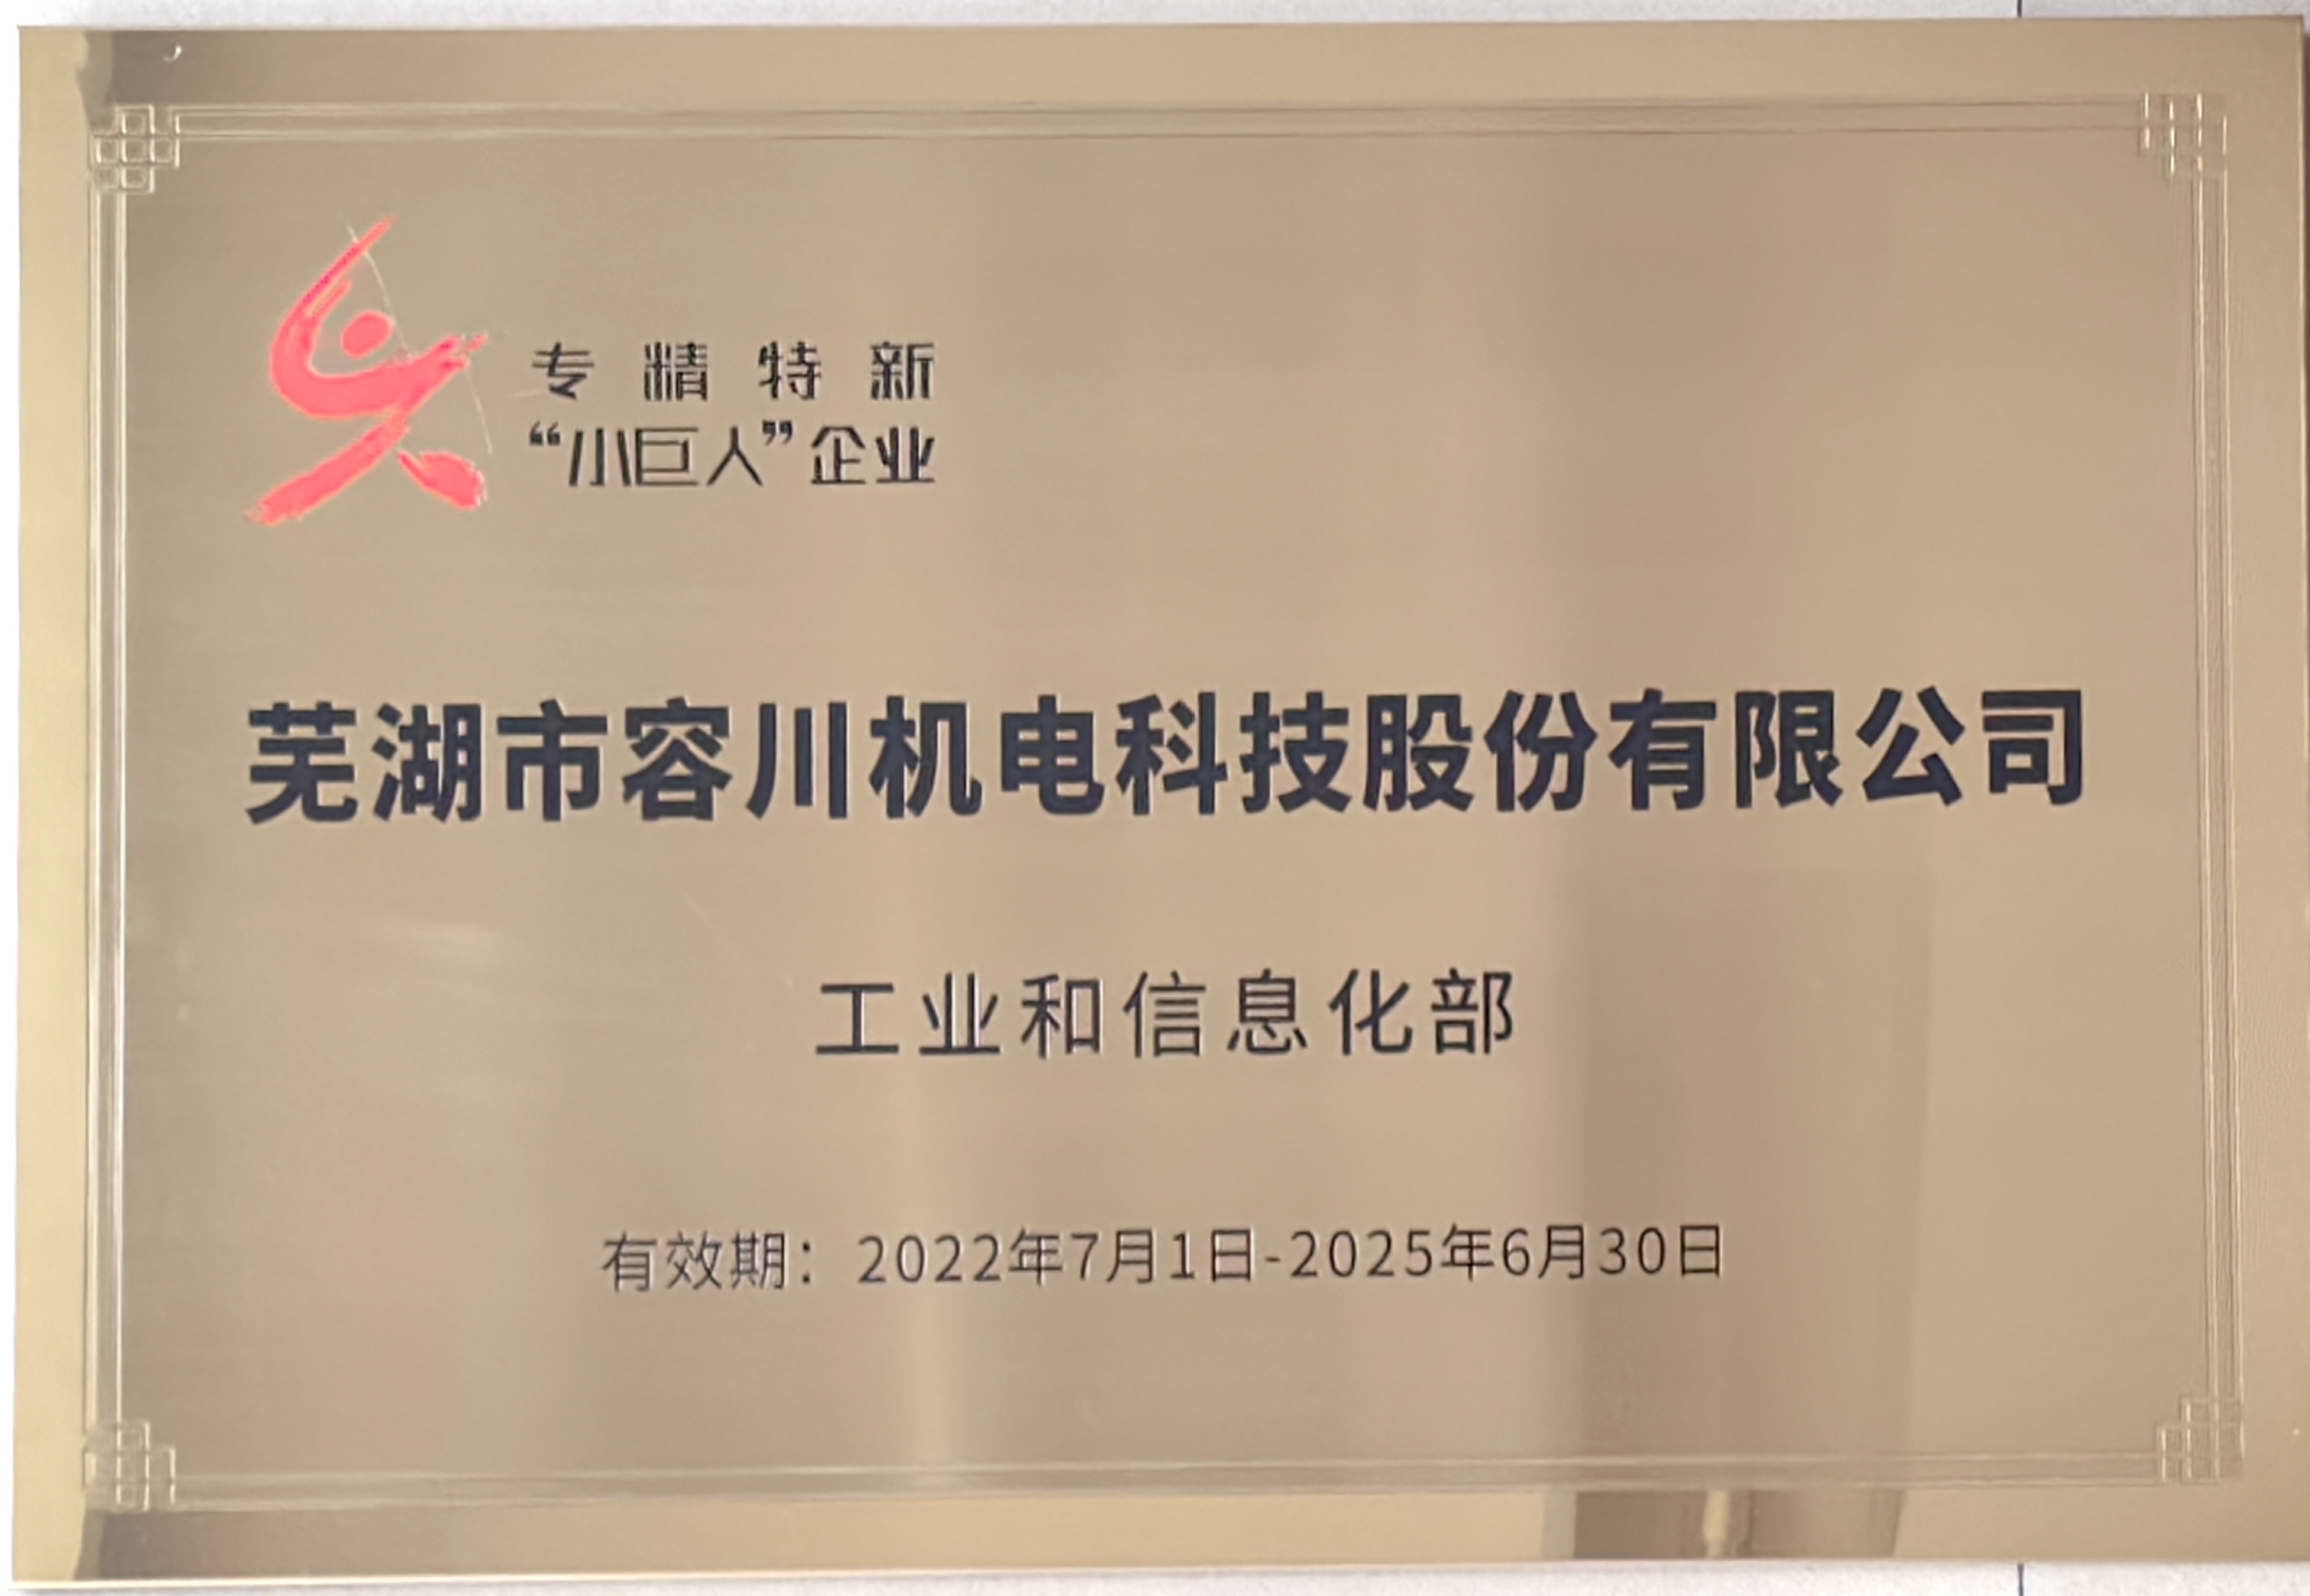 专精特新
“小巨人”企业
芜湖市容川机电科技股份有限公司
工业和信息化部
有效期：2022年7月1日-2025年6月30日